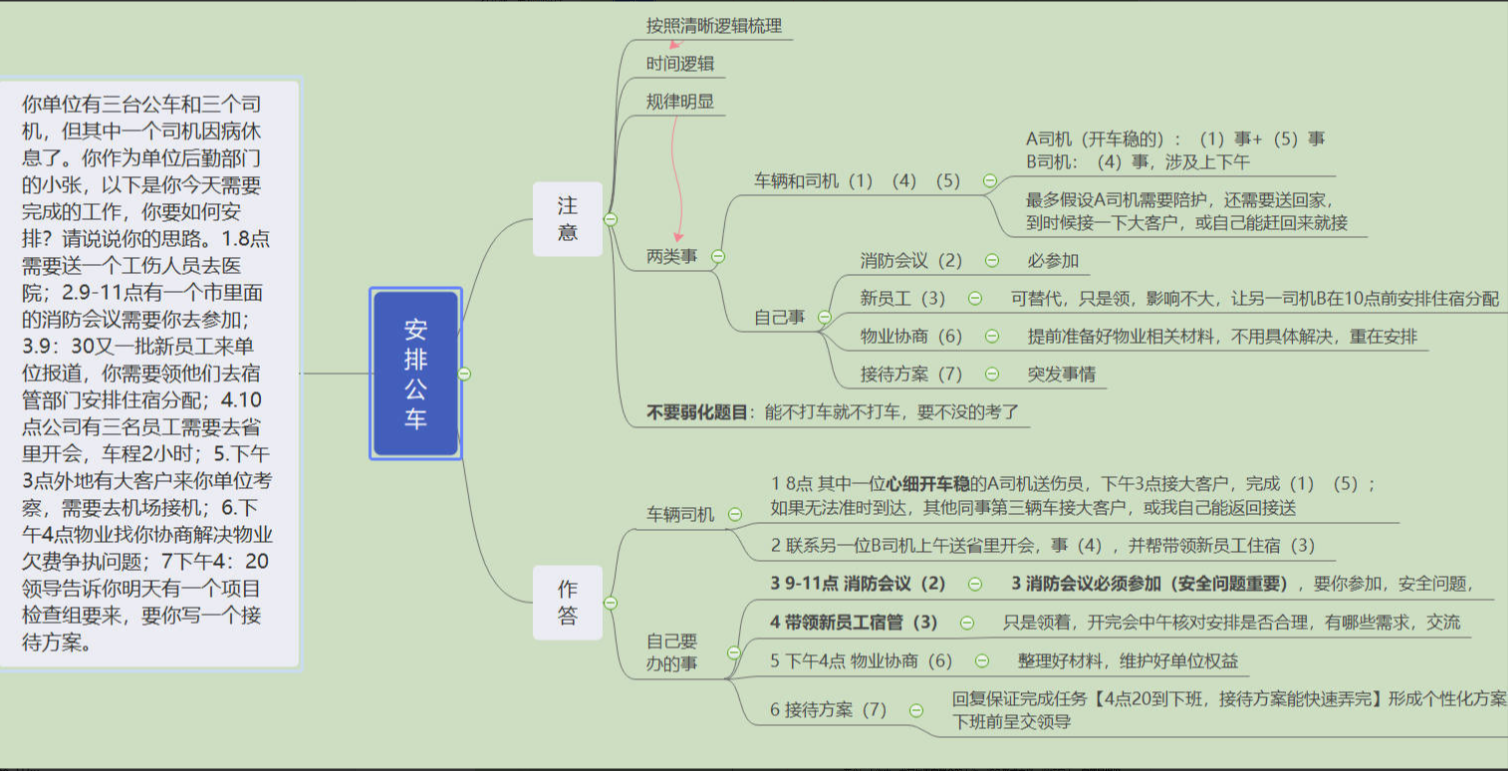 你单位有三台公车和三个司
机，但其中一个司机因病休
息了。你作为单位后勤部门
的小张，以下是你今天需要
完成的工作，你要如何安
排？请说说你的思路。1.8点
需要送一个工伤人员去医
院；2.9-11点有一个市里面
的消防会议需要你去参加；
3.9：30又一批新员工来单
位报道，你需要领他们去宿
管部门安排住宿分配；4.10
点公司有三名员工需要去省
里开会，车程2小时；5.下午
3点外地有大客户来你单位考
察，需要去机场接机；6.下
午4点物业找你协商解决物业
欠费争执问题；7下午4：20
领导告诉你明天有一个项目
检查组要来，要你写一个接
待方案。
安排公车
注意
按照清晰逻辑梳理
时间逻辑
规律明显
两类事
车辆和司机（1）（4）（5）
A司机（开车稳的）：（1）事+（5）事
B司机：（4）事，涉及上下午
最多假设A司机需要陪护，还需要送回家，
到时候接一下大客户，或自己能赶回来就接
自己事
消防会议（2）
必参加
新员工（3）
可替代，只是领，影响不大，让另一司机B在10点前安排住宿分配
物业协商（6）
提前准备好物业相关材料，不用具体解决，重在安排
接待方案（7）
突发事情
不要弱化题目：能不打车就不打车，要不没的考了
作答
车辆司机
1 8点 其中一位心细开车稳的A司机送伤员，下午3点接大客户，完成（1）（5）；
如果无法准时到达，其他同事第三辆车接大客户，或我自己能返回接送
2 联系另一位B司机上午送省里开会，事（4），并帮带领新员工住宿（3）
自己要
办的事
3 9-11点 消防会议（2）
3 消防会议必须参加（安全问题重要），要你参加，安全问题，
4 带领新员工宿管（3）
只是领着，开完会中午核对安排是否合理，有哪些需求，交流
5 下午4点 物业协商（6）
整理好材料，维护好单位权益
6 接待方案（7）
回复保证完成任务【4点20到下班，接待方案能快速弄完】形成个性化方案
下班前呈交领导